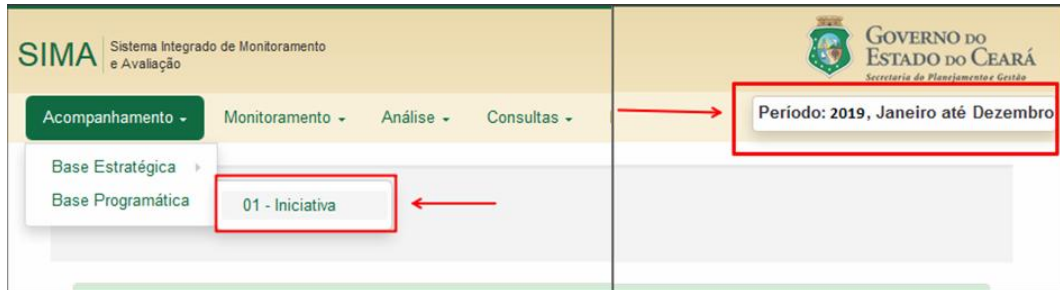 SIMA
Sistema Integrado de Monitoramento
e Avaliação
GOVERNO DO
ESTADO DO CEARÁ
Secretaria do Planejamento e Gestão
Acompanhamento
Monitoramento
Análise
Consultas
Período: 2019, Janeiro até Dezembro
Base Estratégica
Base Programática
01 - Iniciativa